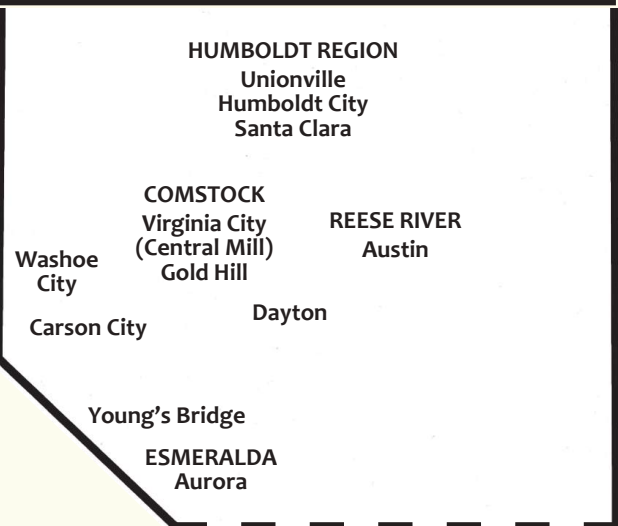 HUMBOLDT REGION
Unionville
Humboldt City
Santa Clara
COMSTOCK
Virginia City
(Central Mill)
Gold Hill
REESE RIVER
Austin
Washoe
City
Dayton
Carson City
Young's Bridge
ESMERALDA
Aurora